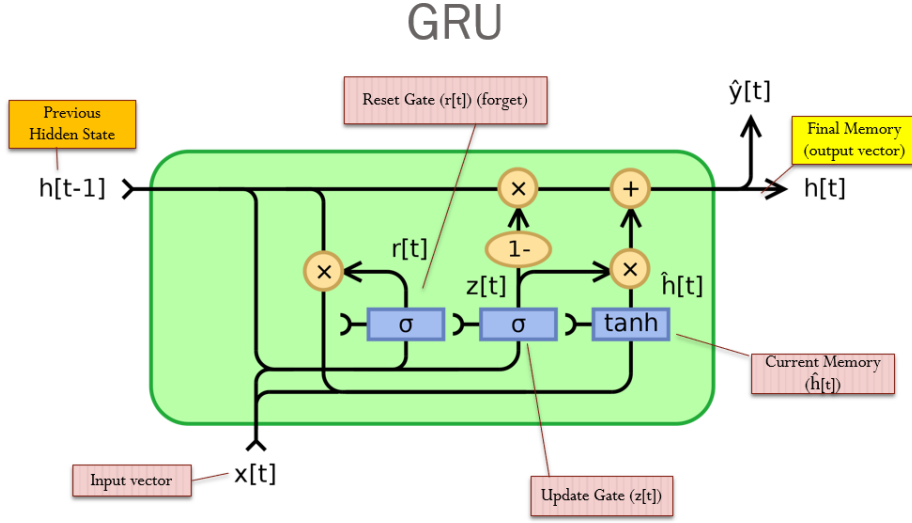 GRU
Previous
Hidden State
Reset Gate (r[t]) (forget)
ŷ[t]
Final Memory
(output vector)
h[t-1]
h[t]
×
+
1-
r[t]
×
z[t]
×
ĥ[t]
σ
σ
tanh
Current Memory
(ĥ[t])
Input vector
x[t]
Update Gate (z[t])